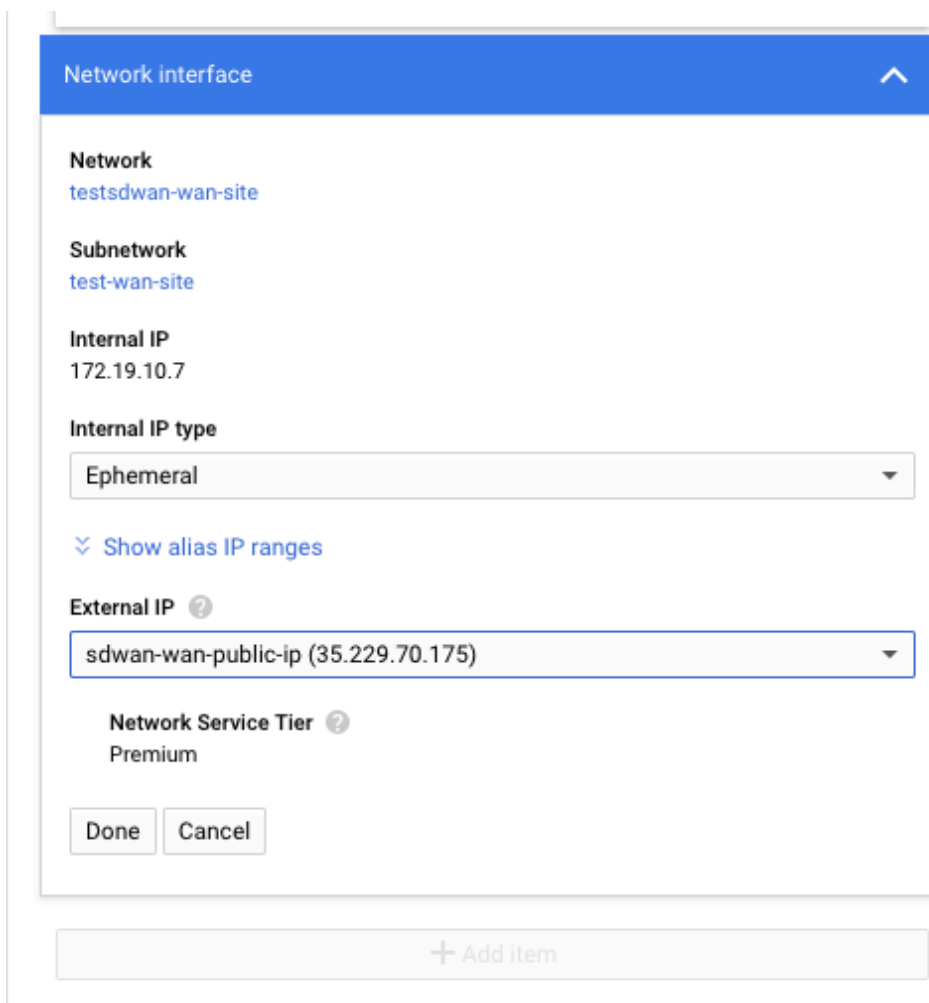 Network interface
Network
testsdwan-wan-site
Subnetwork
test-wan-site
Internal IP
172.19.10.7
Internal IP type
Ephemeral
Show alias IP ranges
External IP ?
sdwan-wan-public-ip (35.229.70.175)
Network Service Tier ?
Premium
Done Cancel
+ Add item